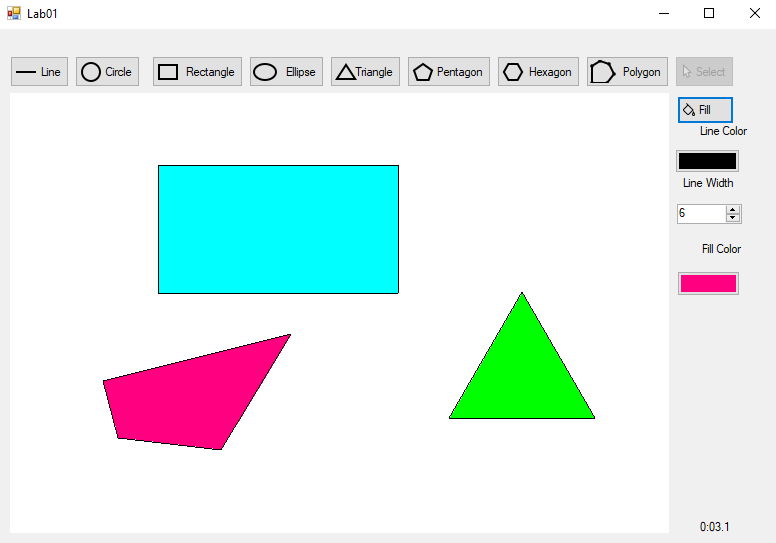 Lab01
Line Circle Rectangle Ellipse Triangle Pentagon Hexagon Polygon Select
Fill
Line Color
Line Width
6
Fill Color
0:03.1